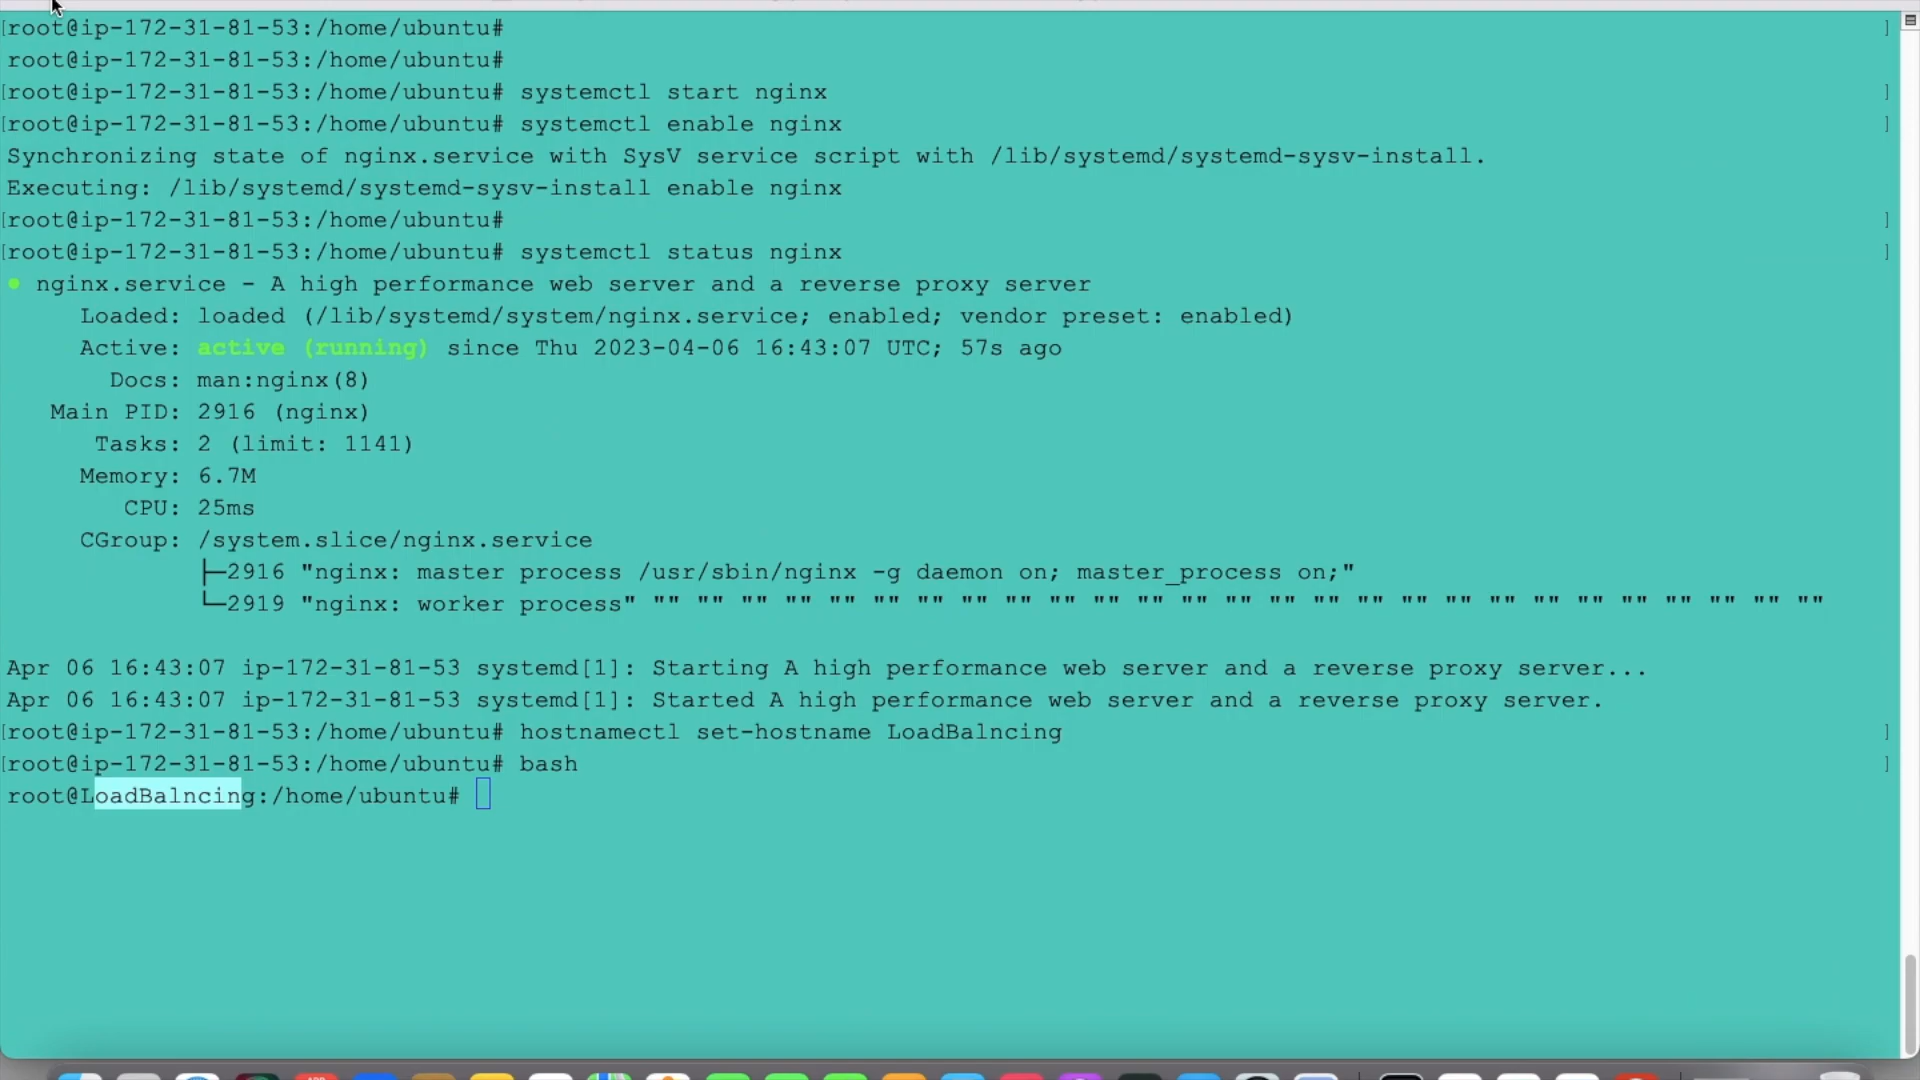 [root@ip-172-31-81-53:/home/ubuntu# ]
root@ip-172-31-81-53:/home/ubuntu#
[root@ip-172-31-81-53:/home/ubuntu# systemctl start nginx ]
[root@ip-172-31-81-53:/home/ubuntu# systemctl enable nginx ]
Synchronizing state of nginx.service with SysV service script with /lib/systemd/systemd-sysv-install.
Executing: /lib/systemd/systemd-sysv-install enable nginx
[root@ip-172-31-81-53:/home/ubuntu# ]
[root@ip-172-31-81-53:/home/ubuntu# systemctl status nginx ]
● nginx.service - A high performance web server and a reverse proxy server
Loaded: loaded (/lib/systemd/system/nginx.service; enabled; vendor preset: enabled)
Active: active (running) since Thu 2023-04-06 16:43:07 UTC; 57s ago
Docs: man:nginx(8)
Main PID: 2916 (nginx)
Tasks: 2 (limit: 1141)
Memory: 6.7M
CPU: 25ms
CGroup: /system.slice/nginx.service
├─2916 "nginx: master process /usr/sbin/nginx -g daemon on; master_process on;"
└─2919 "nginx: worker process" "" "" "" "" "" "" "" "" "" "" "" "" "" "" "" "" "" "" "" "" "" "" "" "" "" "" ""
Apr 06 16:43:07 ip-172-31-81-53 systemd[1]: Starting A high performance web server and a reverse proxy server...
Apr 06 16:43:07 ip-172-31-81-53 systemd[1]: Started A high performance web server and a reverse proxy server.
[root@ip-172-31-81-53:/home/ubuntu# hostnamectl set-hostname LoadBalncing ]
[root@ip-172-31-81-53:/home/ubuntu# bash ]
root@LoadBalncing:/home/ubuntu#